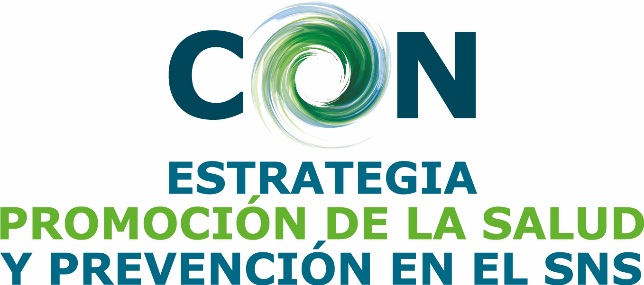 CON
ESTRATEGIA
PROMOCIÓN DE LA SALUD
Y PREVENCIÓN EN EL SNS